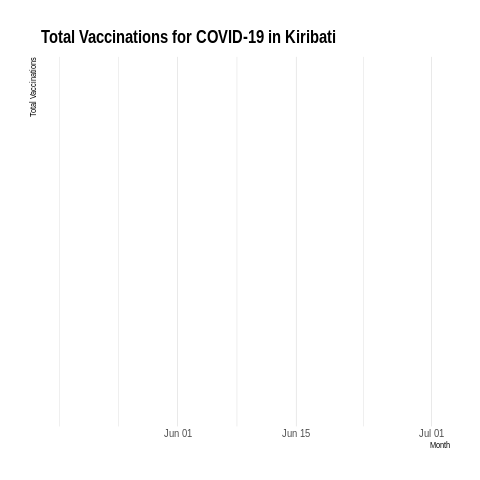 Total Vaccinations for COVID-19 in Kiribati
Total Vaccinations
Jun 01
Jun 15
Jul 01
Month